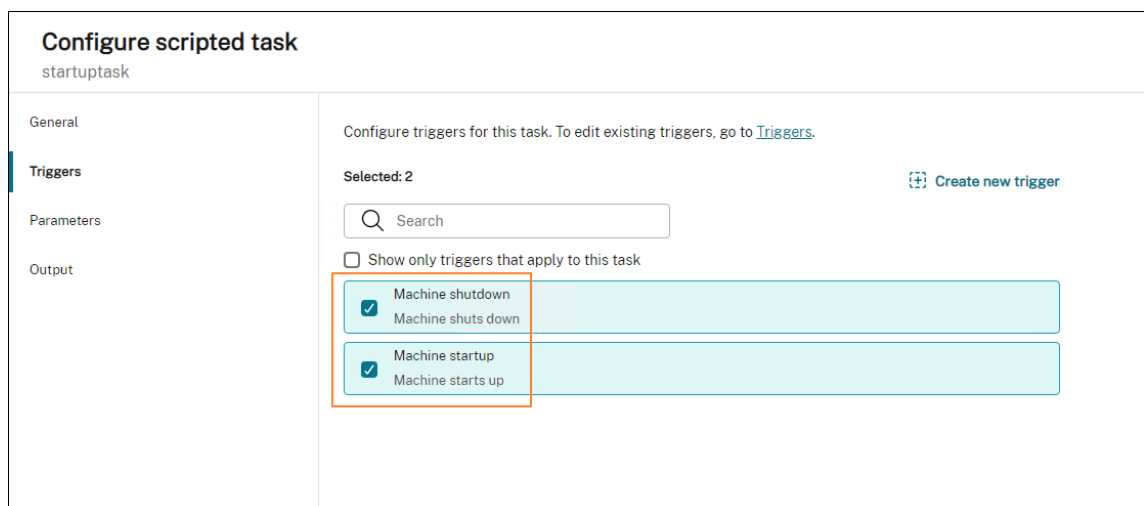 Configure scripted task
startuptask
General
Triggers
Parameters
Output
Configure triggers for this task. To edit existing triggers, go to Triggers.
Selected: 2
Create new trigger
Search
Show only triggers that apply to this task
Machine shutdown
Machine shuts down
Machine startup
Machine starts up